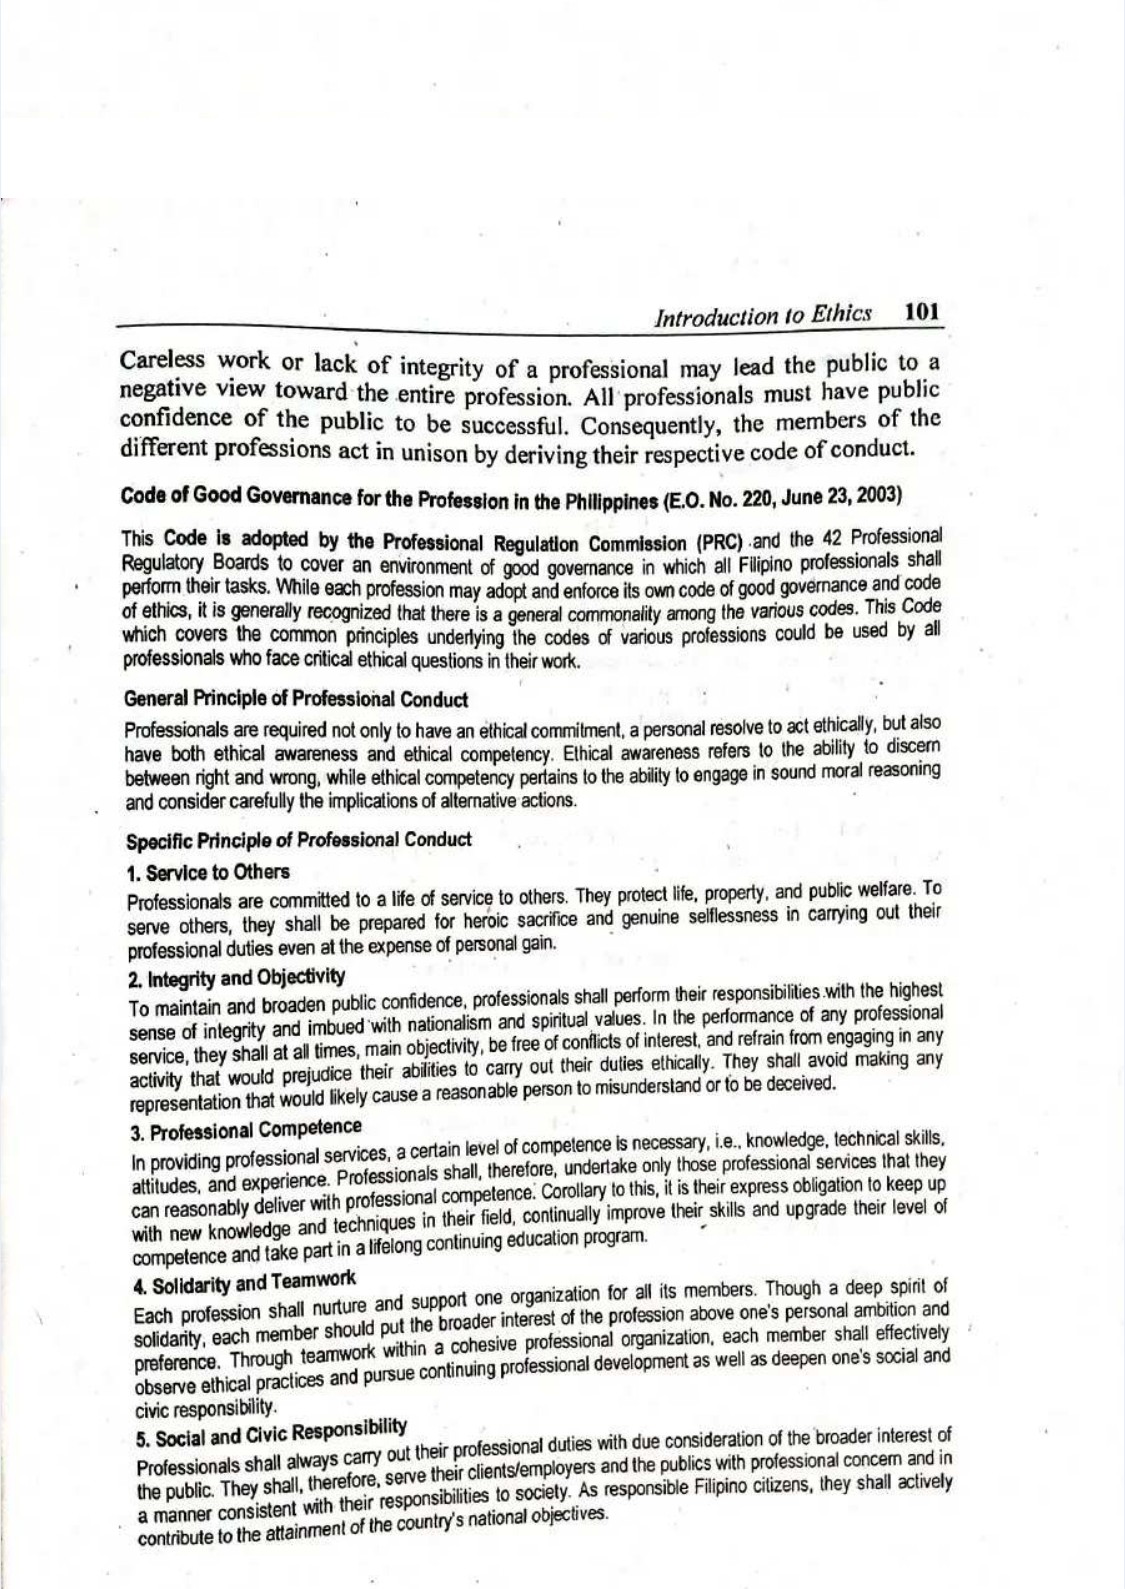 Introduction to Ethics 101
Careless work or lack of integrity of a professional may lead the public to a
negative view toward the entire profession. All professionals must have public
confidence of the public to be successful. Consequently, the members of the
different professions act in unison by deriving their respective code of conduct.
Code of Good Governance for the Profession in the Philippines (E.O. No. 220, June 23, 2003)
This Code is adopted by the Professional Regulation Commission (PRC) and the 42 Professional
Regulatory Boards to cover an environment of good governance in which all Filipino professionals shall
perform their tasks. While each profession may adopt and enforce its own code of good governance and code
of ethics, it is generally recognized that there is a general commonality among the various codes. This Code
which covers the common principles underlying the codes of various professions could be used by all
professionals who face critical ethical questions in their work.
General Principle of Professional Conduct
Professionals are required not only to have an ethical commitment, a personal resolve to act ethically, but also
have both ethical awareness and ethical competency. Ethical awareness refers to the ability to discern
between right and wrong, while ethical competency pertains to the ability to engage in sound moral reasoning
and consider carefully the implications of alternative actions.
Specific Principle of Professional Conduct
1. Service to Others
Professionals are committed to a life of service to others. They protect life, property, and public welfare. To
serve others, they shall be prepared for heroic sacrifice and genuine selflessness in carrying out their
professional duties even at the expense of personal gain.
2. Integrity and Objectivity
To maintain and broaden public confidence, professionals shall perform their responsibilities with the highest
sense of integrity and imbued with nationalism and spiritual values. In the performance of any professional
service, they shall at all times, main objectivity, be free of conflicts of interest, and refrain from engaging in any
activity that would prejudice their abilities to carry out their duties ethically. They shall avoid making any
representation that would likely cause a reasonable person to misunderstand or to be deceived.
3. Professional Competence
In providing professional services, a certain level of competence is necessary, i.e., knowledge, technical skills,
attitudes, and experience. Professionals shall, therefore, undertake only those professional services that they
can reasonably deliver with professional competence. Corollary to this, it is their express obligation to keep up
with new knowledge and techniques in their field, continually improve their skills and upgrade their level of
competence and take part in a lifelong continuing education program.
4. Solidarity and Teamwork
Each profession shall nurture and support one organization for all its members. Though a deep spirit of
solidarity, each member should put the broader interest of the profession above one's personal ambition and
preference. Through teamwork within a cohesive professional organization, each member shall effectively
observe ethical practices and pursue continuing professional development as well as deepen one's social and
civic responsibility.
5. Social and Civic Responsibility
Professionals shall always carry out their professional duties with due consideration of the broader interest of
the public. They shall, therefore, serve their clients/employers and the publics with professional concern and in
a manner consistent with their responsibilities to society. As responsible Filipino citizens, they shall actively
contribute to the attainment of the country's national objectives.